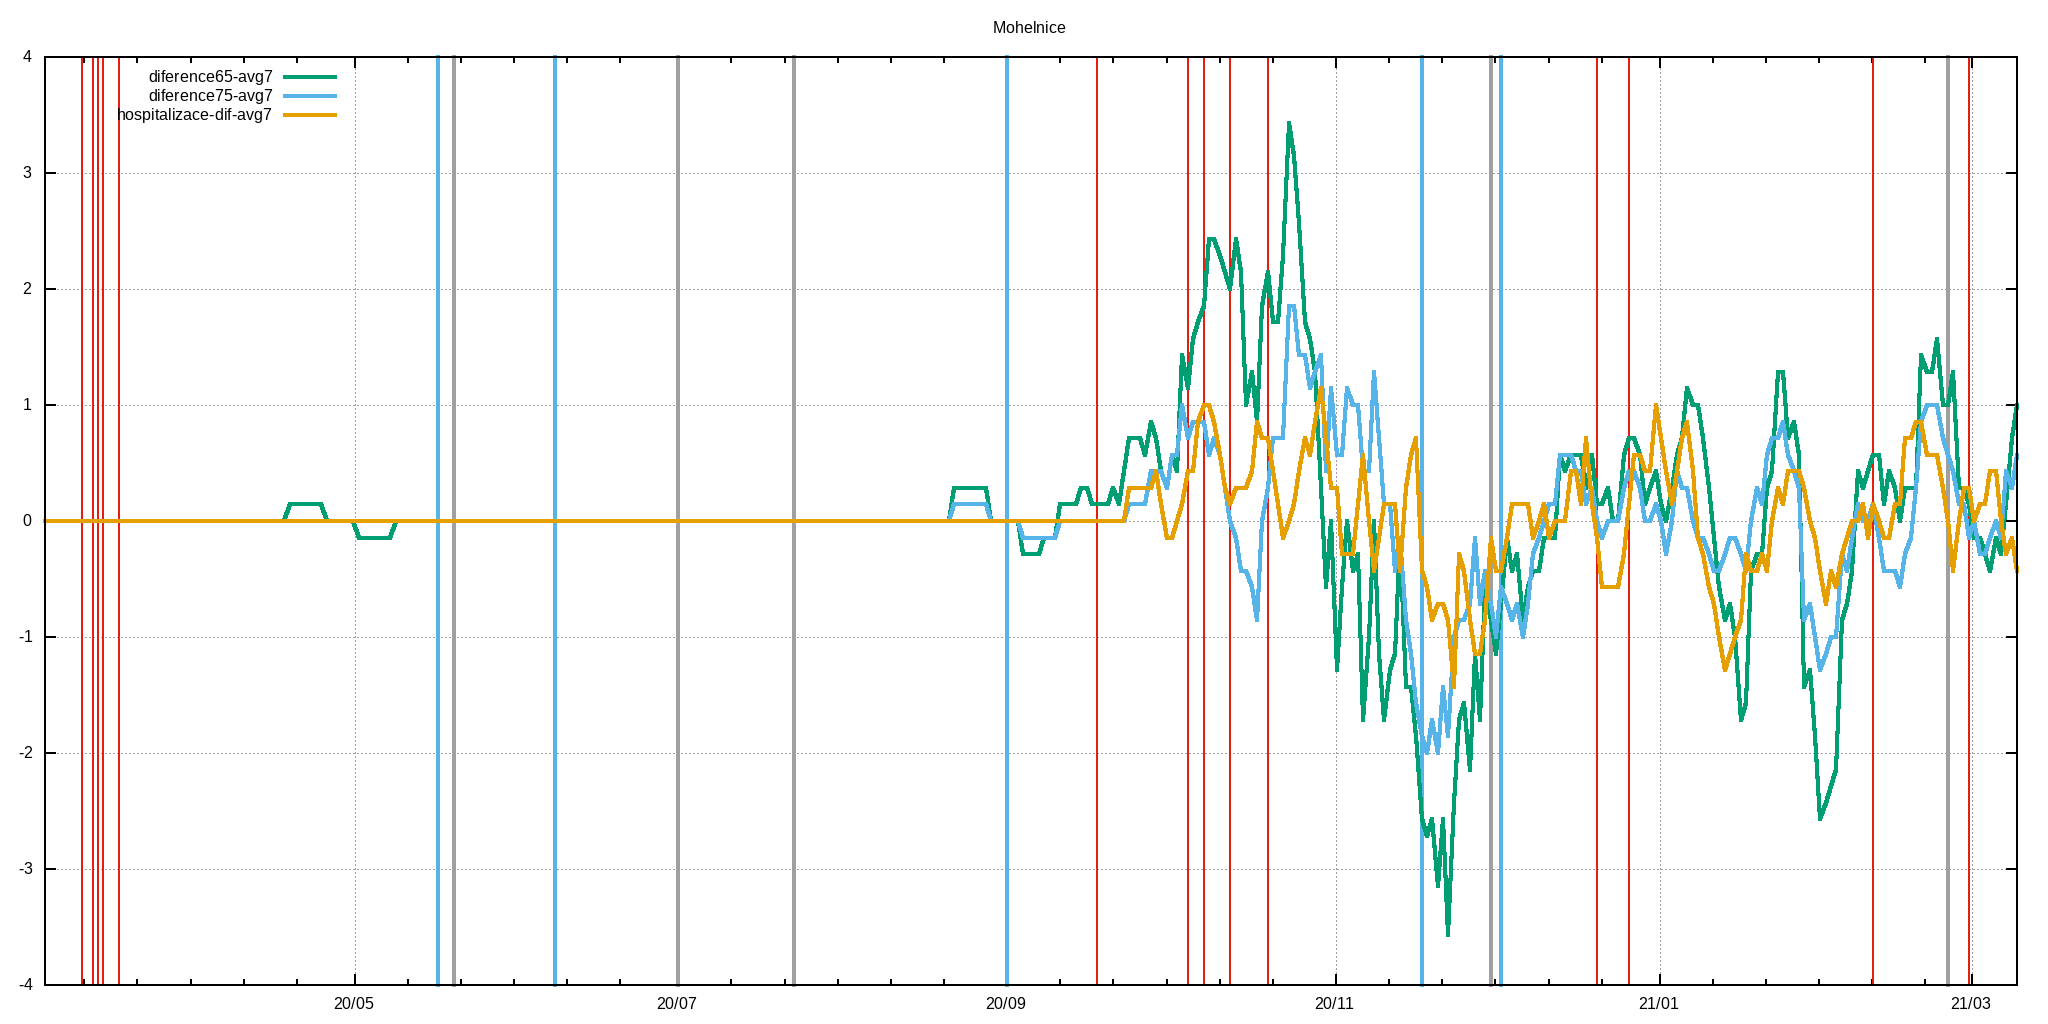 Mohelnice
4
3
2
1
0
-1
-2
-3
-4
diference65-avg7
diference75-avg7
hospitalizace-dif-avg7
20/05 20/07 20/09 20/11 21/01 21/03